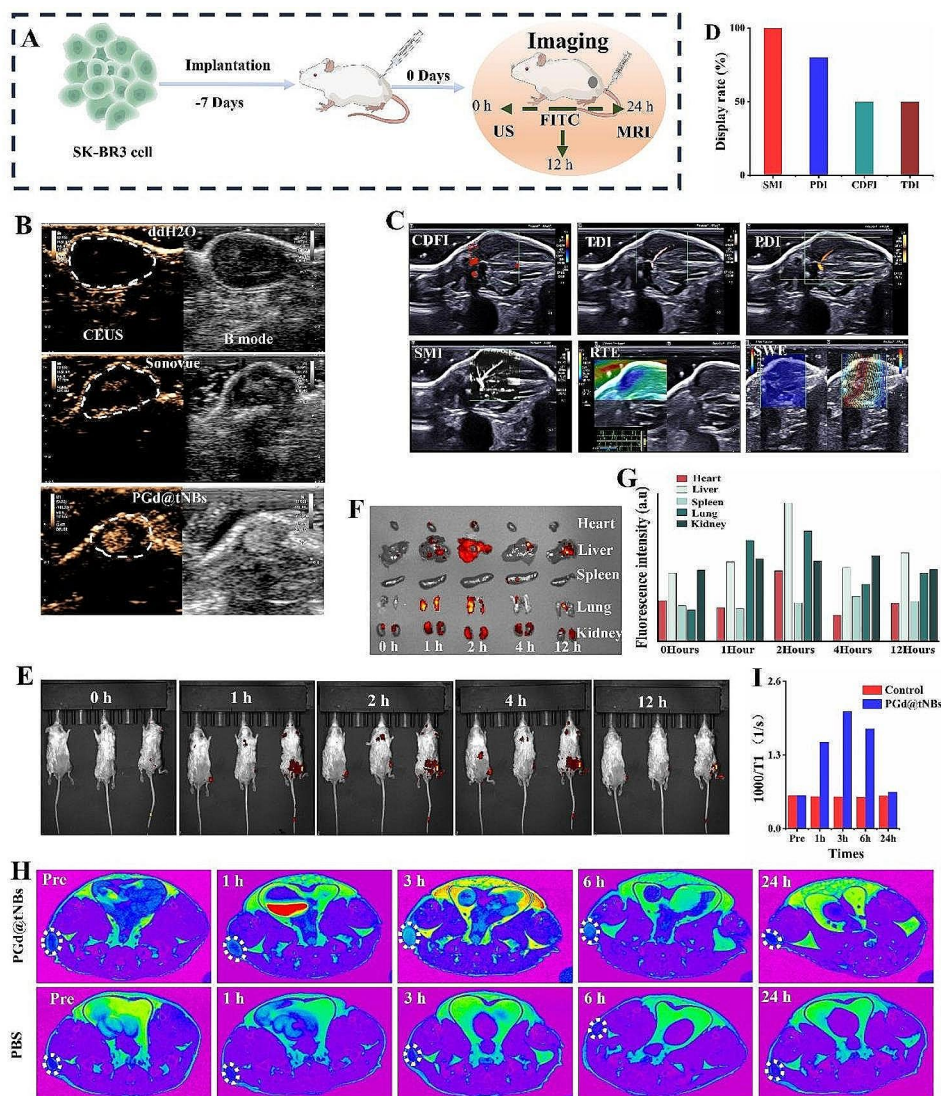 A
Implantation
-7 Days
SK-BR3 cell
0 Days
Imaging
0 h
24 h
US
FITC
MRI
12 h
D
Display rate (%)
100
50
0
SMI
PDI
CDFI
TDI
B
ddH2O
CEUS
B mode
Sonovue
PGd@tNBs
C
CDFI
TDI
PDI
SMI
RTE
SWE
F
Heart
Liver
Spleen
Lung
Kidney
0 h
1 h
2 h
4 h
12 h
G
Fluorescence intensity (a.u)
Heart
Liver
Spleen
Lung
Kidney
0Hours
1Hour
2Hours
4Hours
12Hours
E
0 h
1 h
2 h
4 h
12 h
I
1000/T1 (1/s)
2.6
1.3
0.0
Control
PGd@tNBs
Pre
1h
3h
6h
24h
Times
H
PGd@tNBs
Pre
1 h
3 h
6 h
24 h
PBS
Pre
1 h
3 h
6 h
24 h